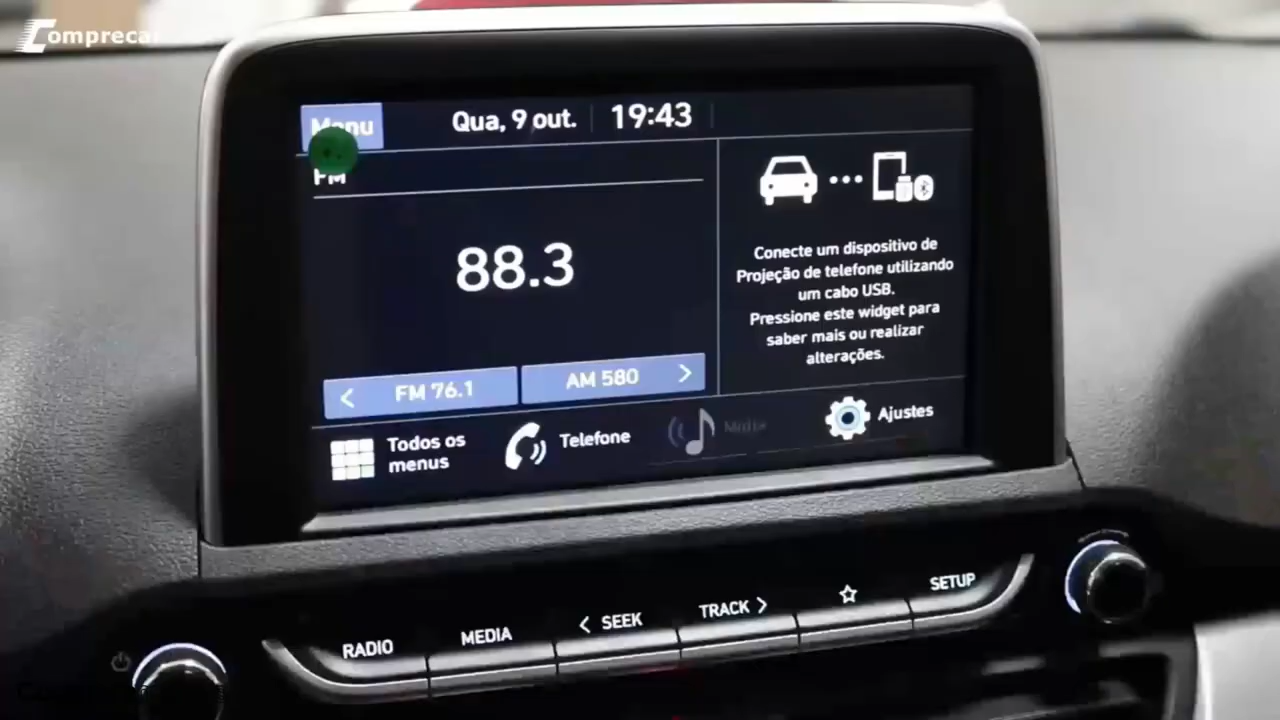 Comprecar
Menu
Qua, 9 out.
19:43
FM
88.3
Conecte um dispositivo de
Projeção de telefone utilizando
um cabo USB.
Pressione este widget para
saber mais ou realizar
alterações.
< FM 76.1
AM 580 >
Todos os
menus
Telefone
Ajustes
RADIO
MEDIA
< SEEK
TRACK >
☆
SETUP